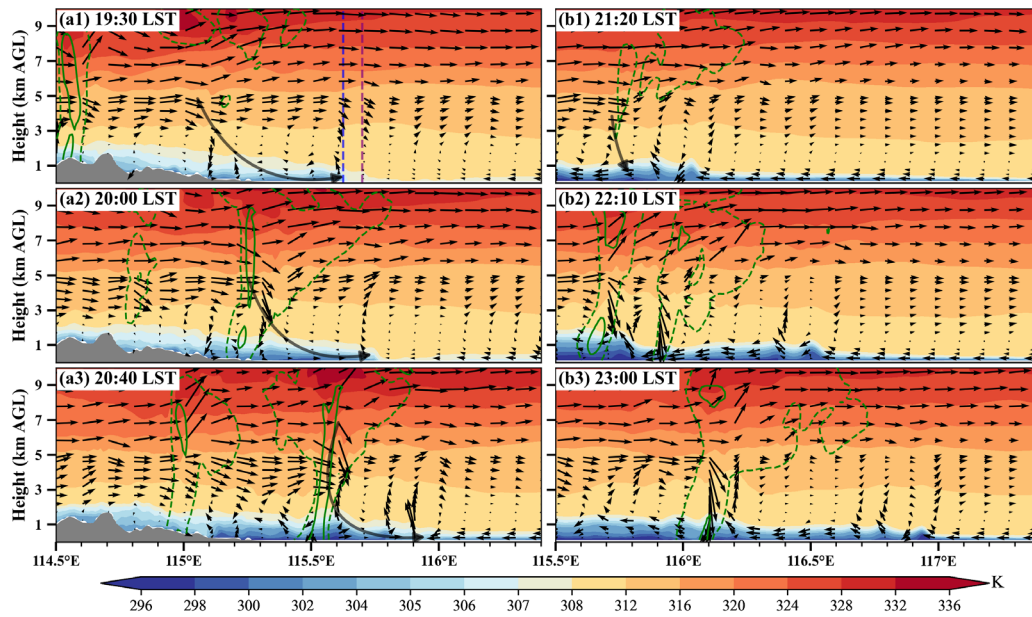 (a1) 19:30 LST
(b1) 21:20 LST
Height (km AGL)
9
7
5
3
1
(a2) 20:00 LST
(b2) 22:10 LST
Height (km AGL)
9
7
5
3
1
(a3) 20:40 LST
(b3) 23:00 LST
Height (km AGL)
9
7
5
3
1
114.5°E 115°E 115.5°E 116°E 115.5°E 116°E 116.5°E 117°E
K
296 298 300 302 304 305 306 307 308 312 316 320 324 328 332 336